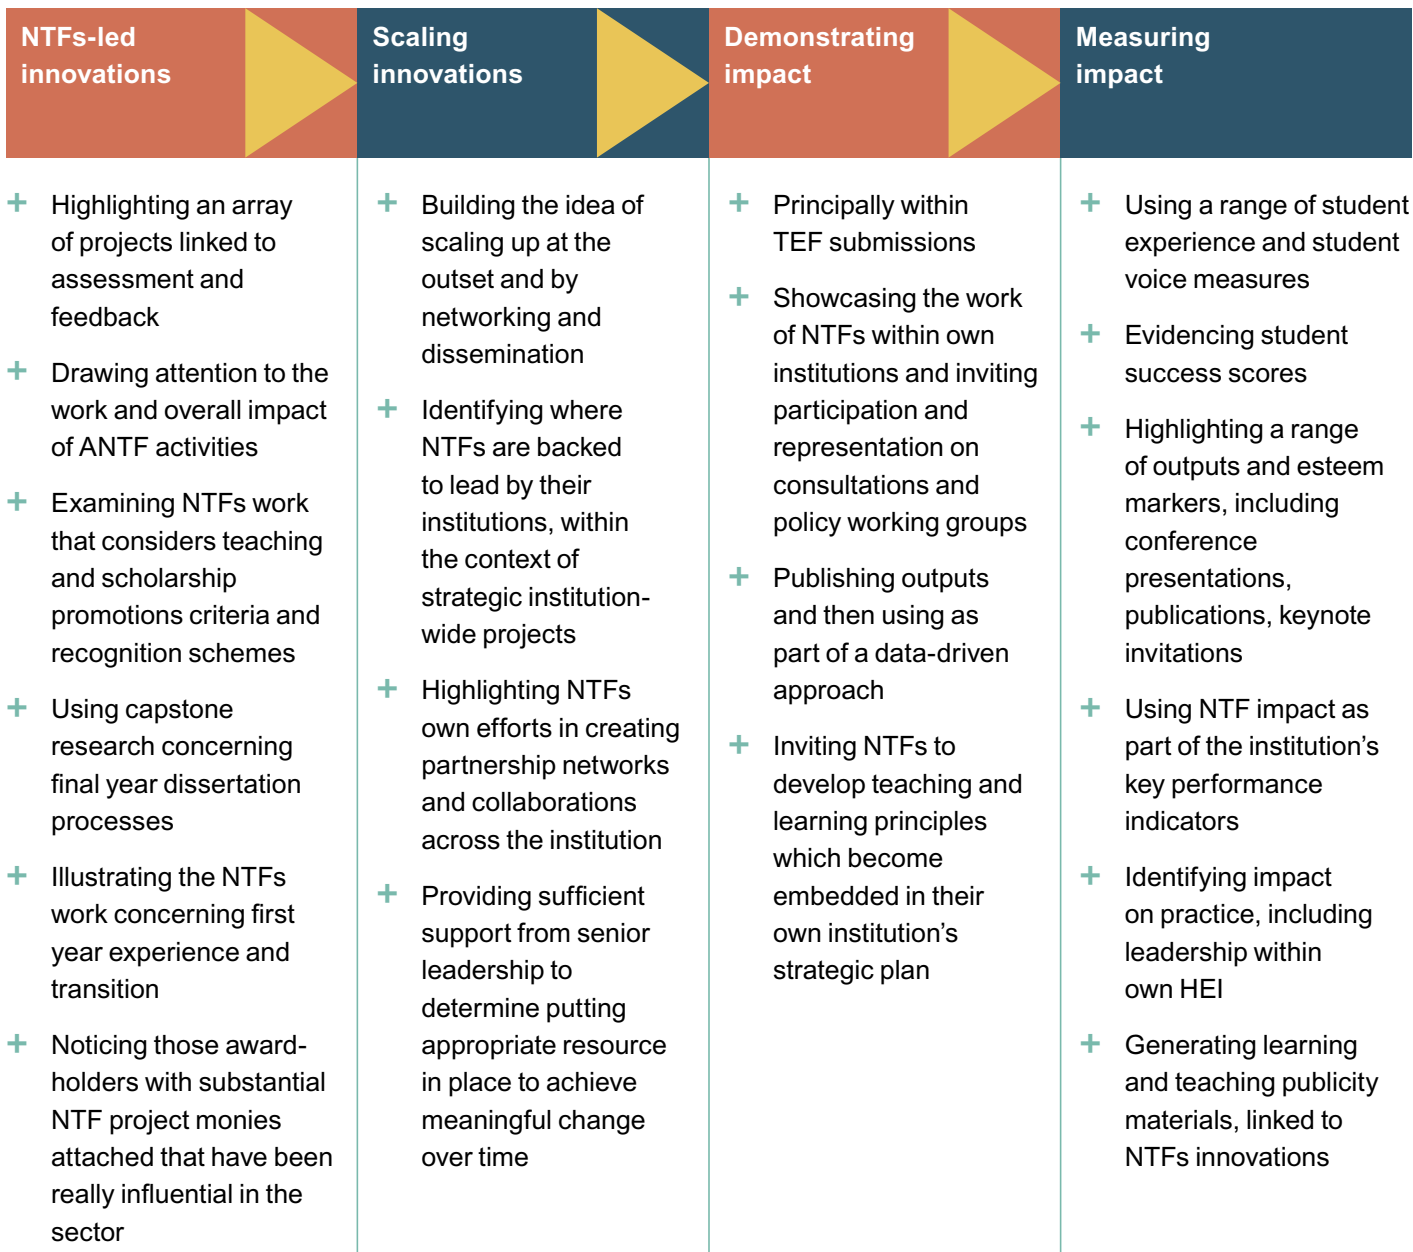 NTFs-led
innovations
Scaling
innovations
Demonstrating
impact
Measuring
impact
+ Highlighting an array
of projects linked to
assessment and
feedback
+ Drawing attention to the
work and overall impact
of ANTF activities
+ Examining NTFs work
that considers teaching
and scholarship
promotions criteria and
recognition schemes
+ Using capstone
research concerning
final year dissertation
processes
+ Illustrating the NTFs
work concerning first
year experience and
transition
+ Noticing those award-
holders with substantial
NTF project monies
attached that have been
really influential in the
sector
+ Building the idea of
scaling up at the
outset and by
networking and
dissemination
+ Identifying where
NTFs are backed
to lead by their
institutions, within
the context of
strategic institution-
wide projects
+ Highlighting NTFs
own efforts in creating
partnership networks
and collaborations
across the institution
+ Providing sufficient
support from senior
leadership to
determine putting
appropriate resource
in place to achieve
meaningful change
over time
+ Principally within
TEF submissions
+ Showcasing the work
of NTFs within own
institutions and inviting
participation and
representation on
consultations and
policy working groups
+ Publishing outputs
and then using as
part of a data-driven
approach
+ Inviting NTFs to
develop teaching and
learning principles
which become
embedded in their
own institution’s
strategic plan
+ Using a range of student
experience and student
voice measures
+ Evidencing student
success scores
+ Highlighting a range
of outputs and esteem
markers, including
conference
presentations,
publications, keynote
invitations
+ Using NTF impact as
part of the institution’s
key performance
indicators
+ Identifying impact
on practice, including
leadership within
own HEI
+ Generating learning
and teaching publicity
materials, linked to
NTFs innovations